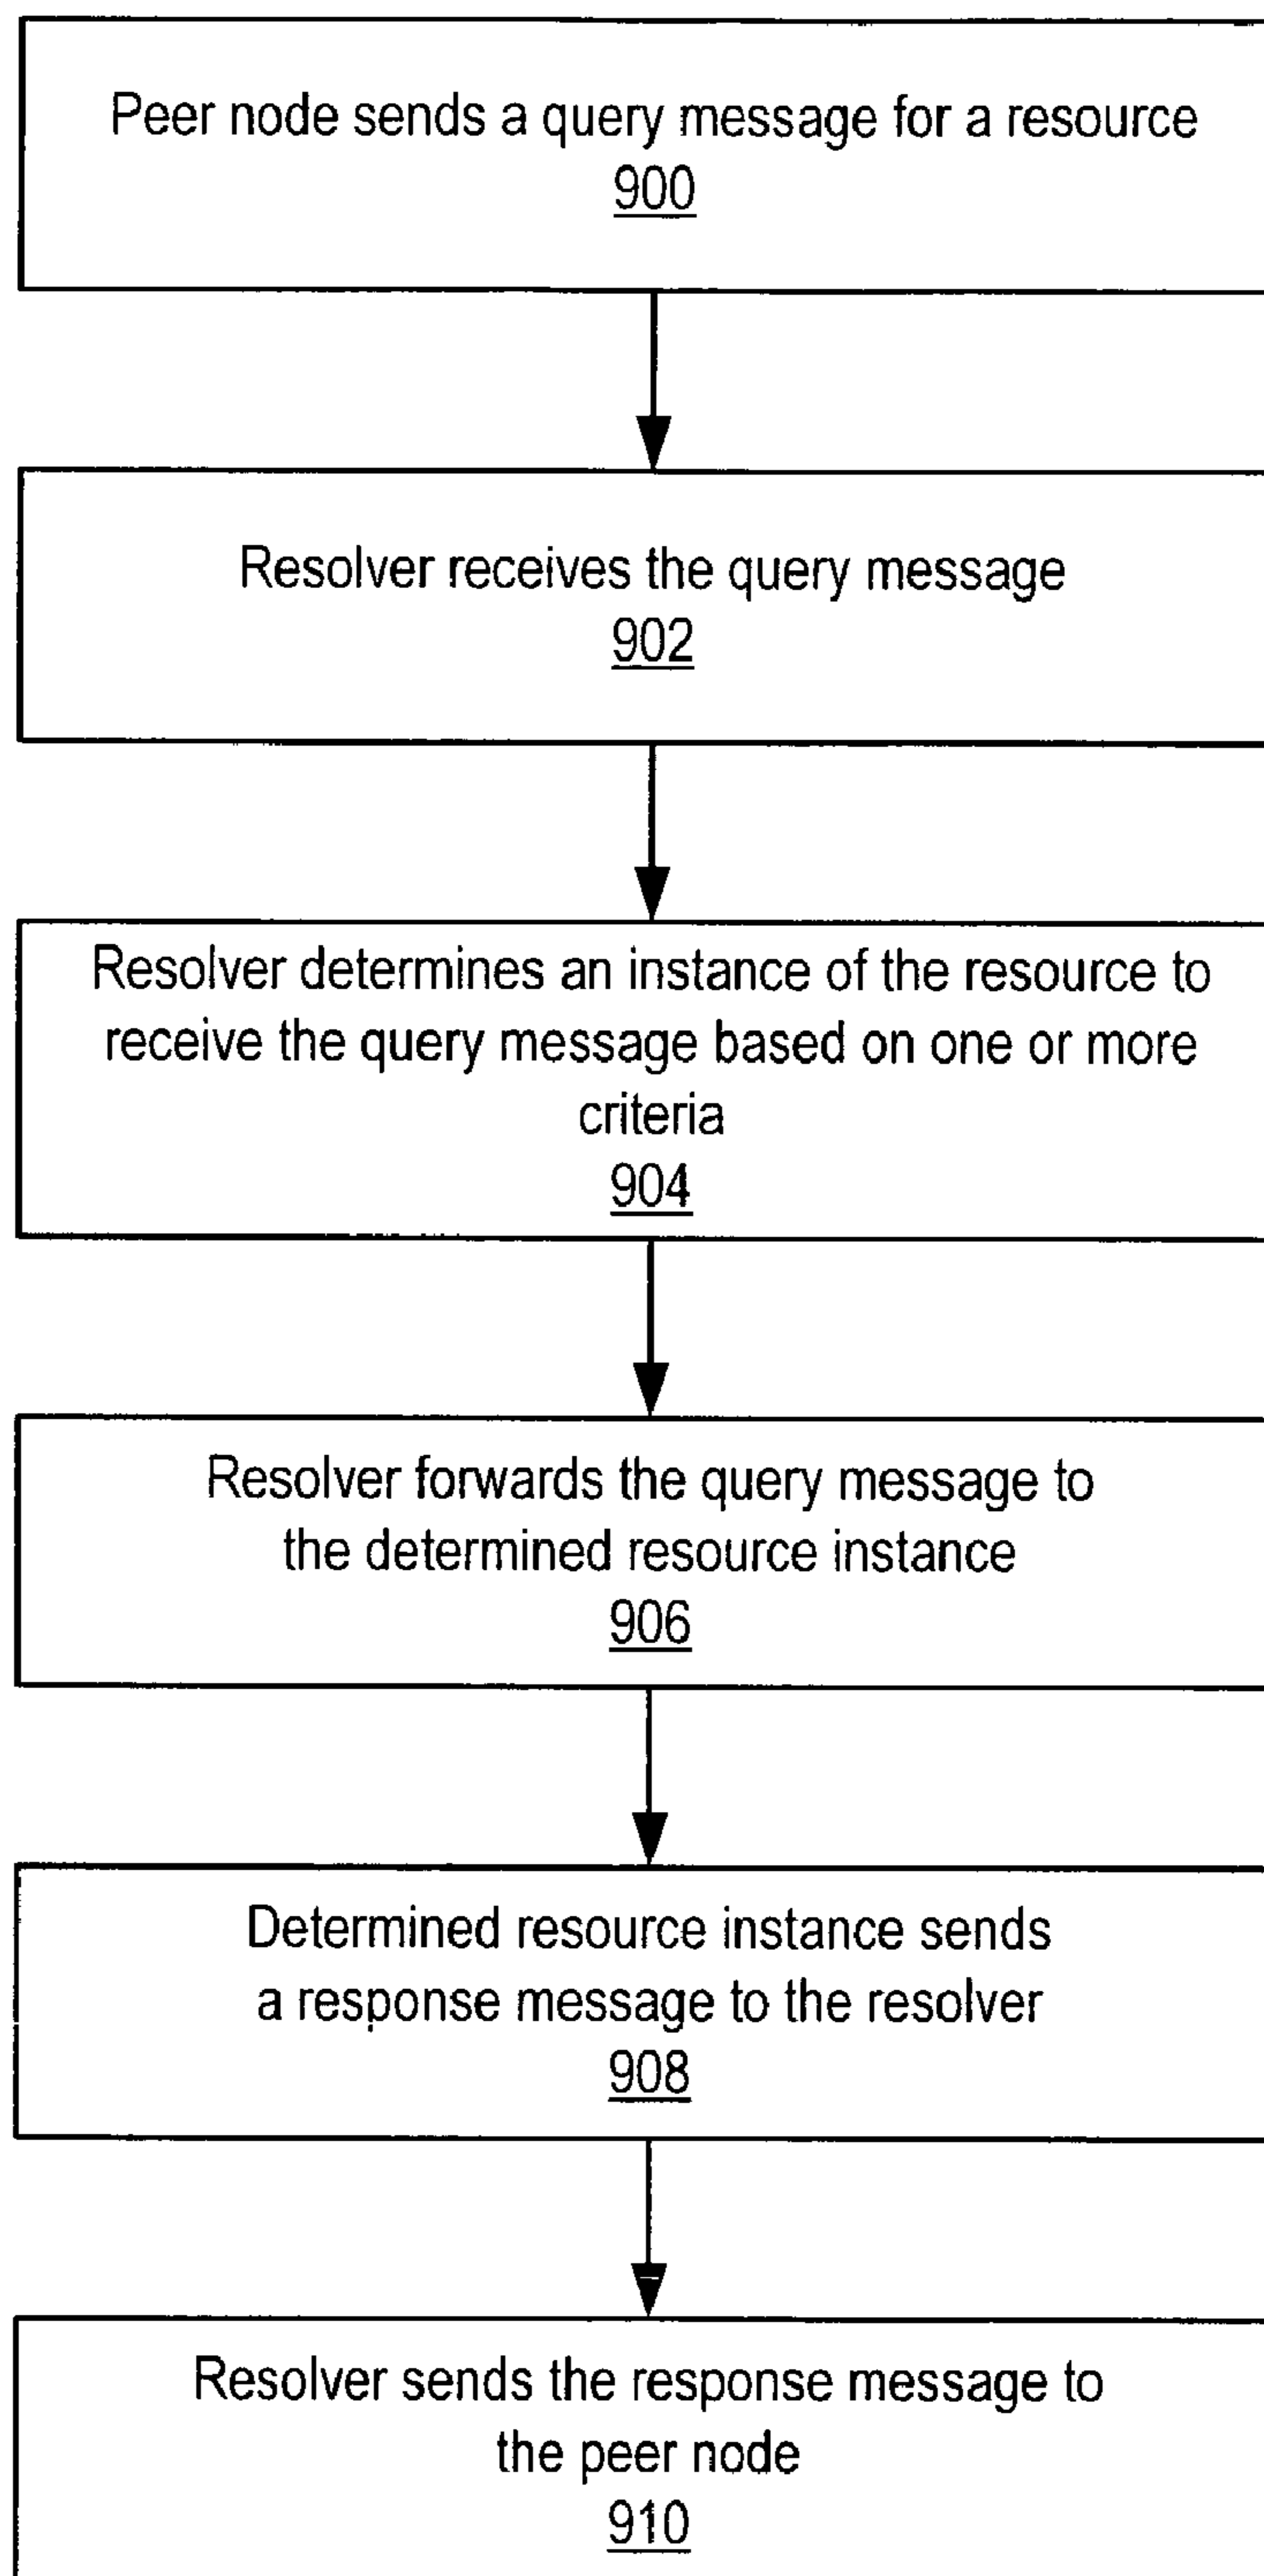 Peer node sends a query message for a resource
900
Resolver receives the query message
902
Resolver determines an instance of the resource to
receive the query message based on one or more
criteria
904
Resolver forwards the query message to
the determined resource instance
906
Determined resource instance sends
a response message to the resolver
908
Resolver sends the response message to
the peer node
910